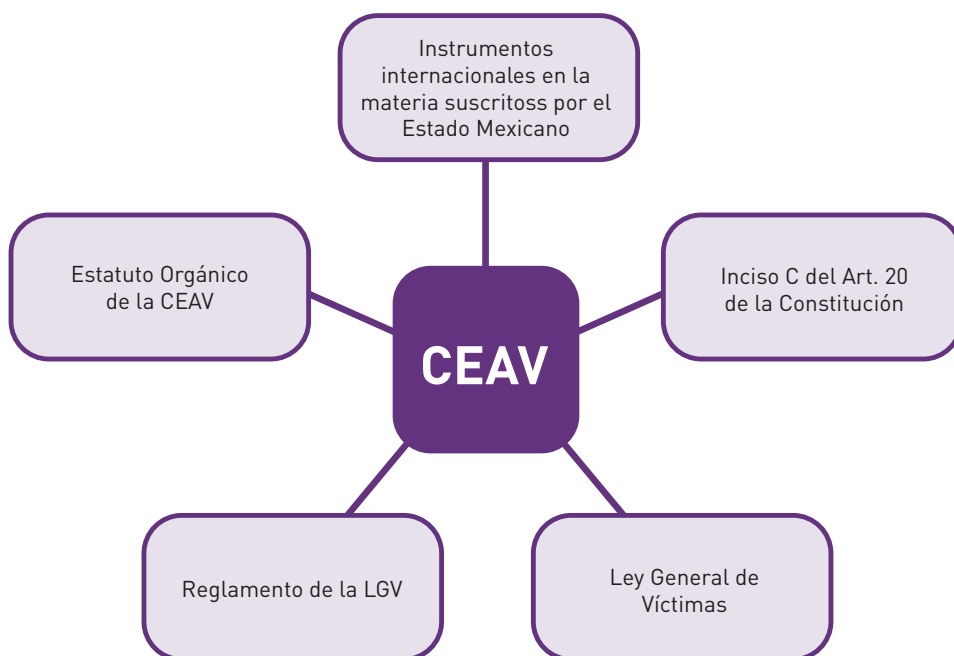 Instrumentos
internacionales en la
materia suscritoss por el
Estado Mexicano
Estatuto Orgánico
de la CEAV
Inciso C del Art. 20
de la Constitución
CEAV
Reglamento de la LGV
Ley General de
Víctimas